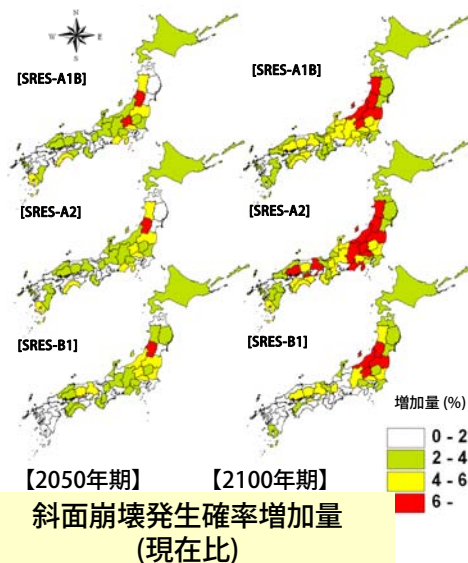 N
W E
S
[SRES-A1B]
[SRES-A1B]
[SRES-A2]
[SRES-A2]
[SRES-B1]
[SRES-B1]
増加量 (%)
0 - 2
2 - 4
4 - 6
6 -
【2050年期】
【2100年期】
斜面崩壊発生確率増加量
(現在比)